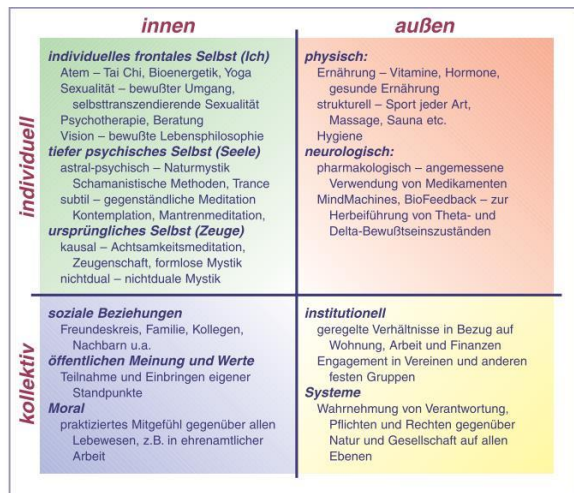 innen
außen
individuell
individuelles frontales Selbst (Ich)
Atem – Tai Chi, Bioenergetik, Yoga
Sexualität – bewußter Umgang,
selbsttranszendierende Sexualität
Psychotherapie, Beratung
Vision – bewußte Lebensphilosophie
tiefer psychisches Selbst (Seele)
astral-psychisch – Naturmystik
Schamanistische Methoden, Trance
subtil – gegenständliche Meditation
Kontemplation, Mantrenmeditation,
ursprüngliches Selbst (Zeuge)
kausal – Achtsamkeitsmeditation,
Zeugenschaft, formlose Mystik
nichtdual – nichtduale Mystik
physisch:
Ernährung – Vitamine, Hormone,
gesunde Ernährung
strukturell – Sport jeder Art,
Massage, Sauna etc.
Hygiene
neurologisch:
pharmakologisch – angemessene
Verwendung von Medikamenten
MindMachines, BioFeedback – zur
Herbeiführung von Theta- und
Delta-Bewußtseinszuständen
kollektiv
soziale Beziehungen
Freundeskreis, Familie, Kollegen,
Nachbarn u.a.
öffentlichen Meinung und Werte
Teilnahme und Einbringen eigener
Standpunkte
Moral
praktiziertes Mitgefühl gegenüber allen
Lebewesen, z.B. in ehrenamtlicher
Arbeit
institutionell
geregelte Verhältnisse in Bezug auf
Wohnung, Arbeit und Finanzen
Engagement in Vereinen und anderen
festen Gruppen
Systeme
Wahrnehmung von Verantwortung,
Pflichten und Rechten gegenüber
Natur und Gesellschaft auf allen
Ebenen